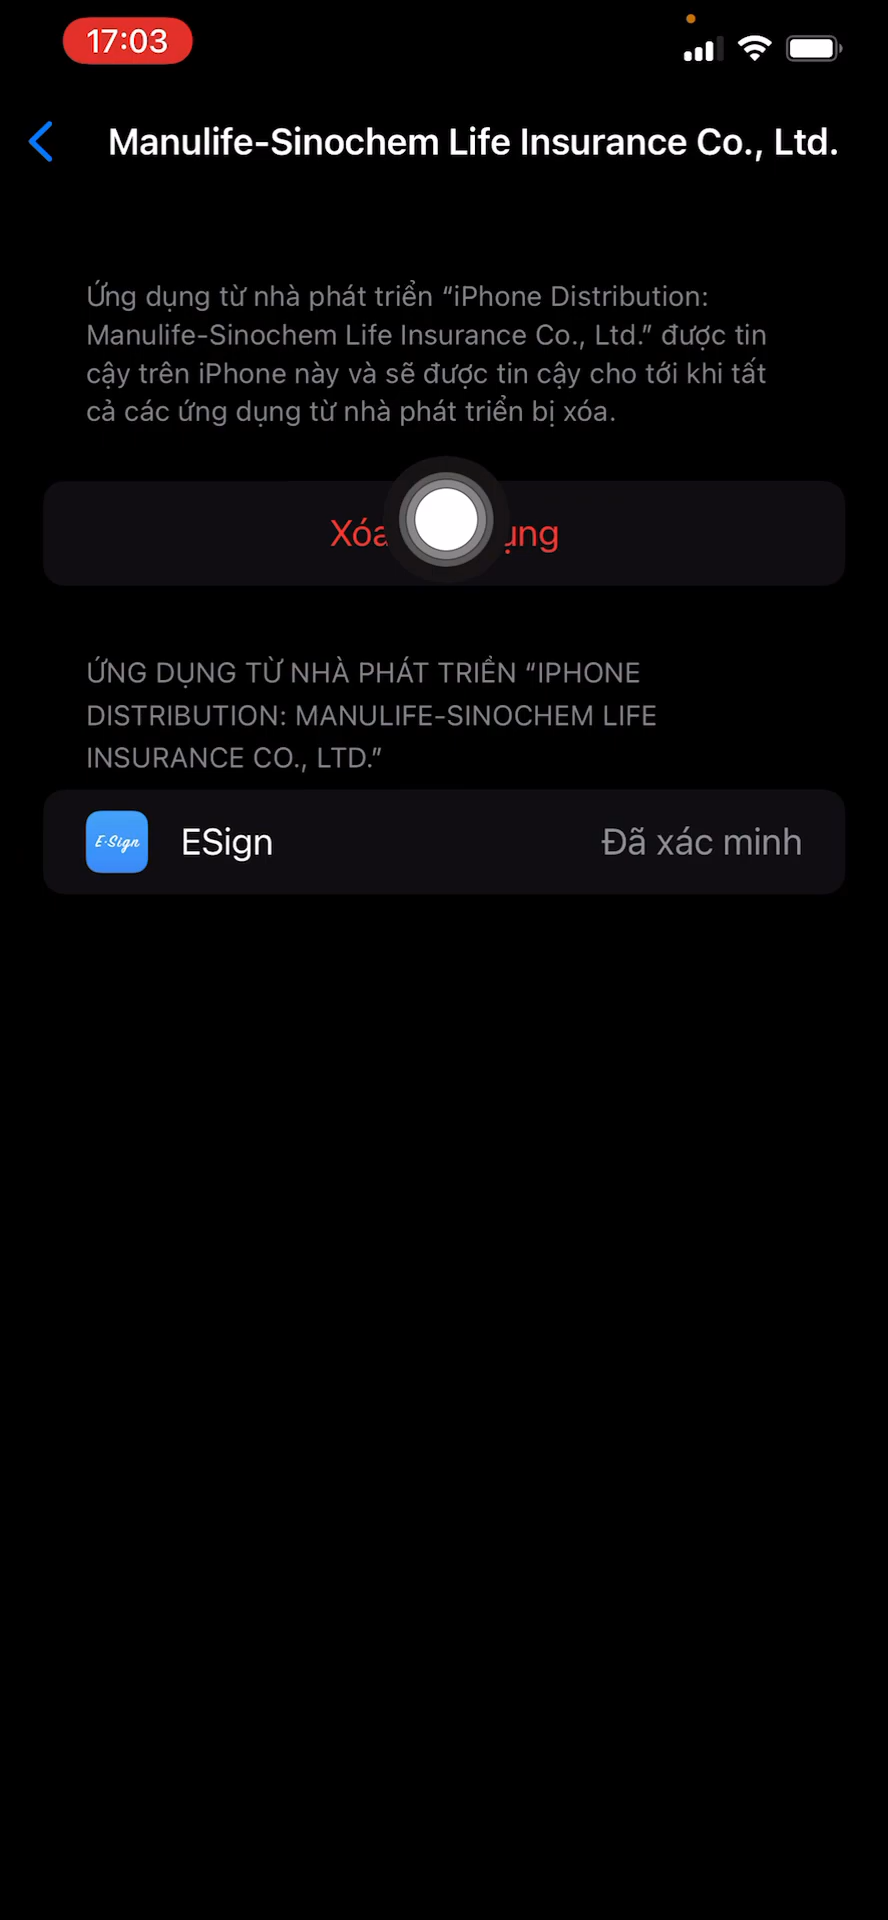 17:03
Manulife-Sinochem Life Insurance Co., Ltd.
Ứng dụng từ nhà phát triển “iPhone Distribution:
Manulife-Sinochem Life Insurance Co., Ltd.” được tin
cậy trên iPhone này và sẽ được tin cậy cho tới khi tất
cả các ứng dụng từ nhà phát triển bị xóa.
Xóa
ỨNG DỤNG TỪ NHÀ PHÁT TRIỂN “IPHONE
DISTRIBUTION: MANULIFE-SINOCHEM LIFE
INSURANCE CO., LTD.”
E·Sign
ESign
Đã xác minh